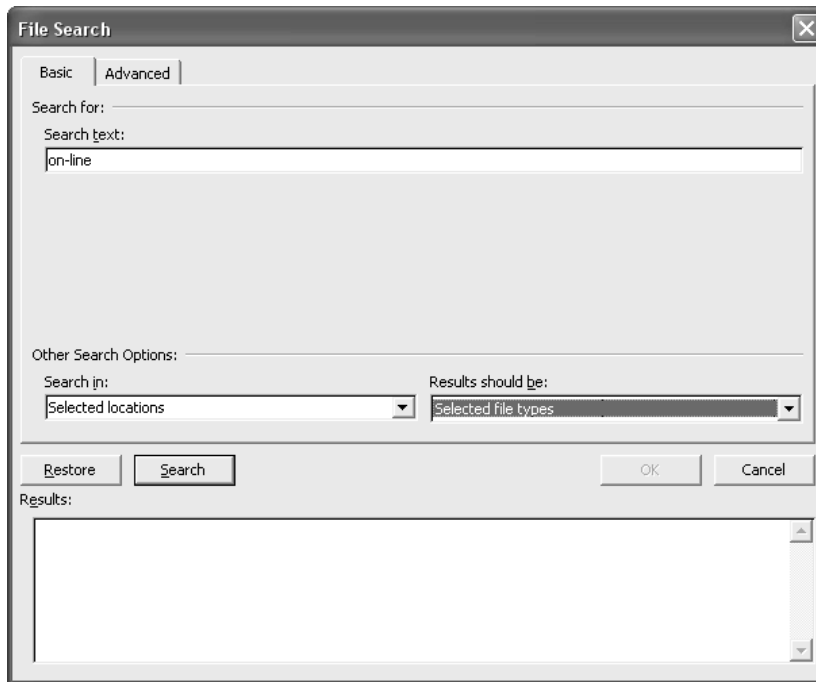 File Search
Basic Advanced
Search for:
Search text:
on-line
Other Search Options:
Search in: Results should be:
Selected locations Selected file types
Restore Search OK Cancel
Results: